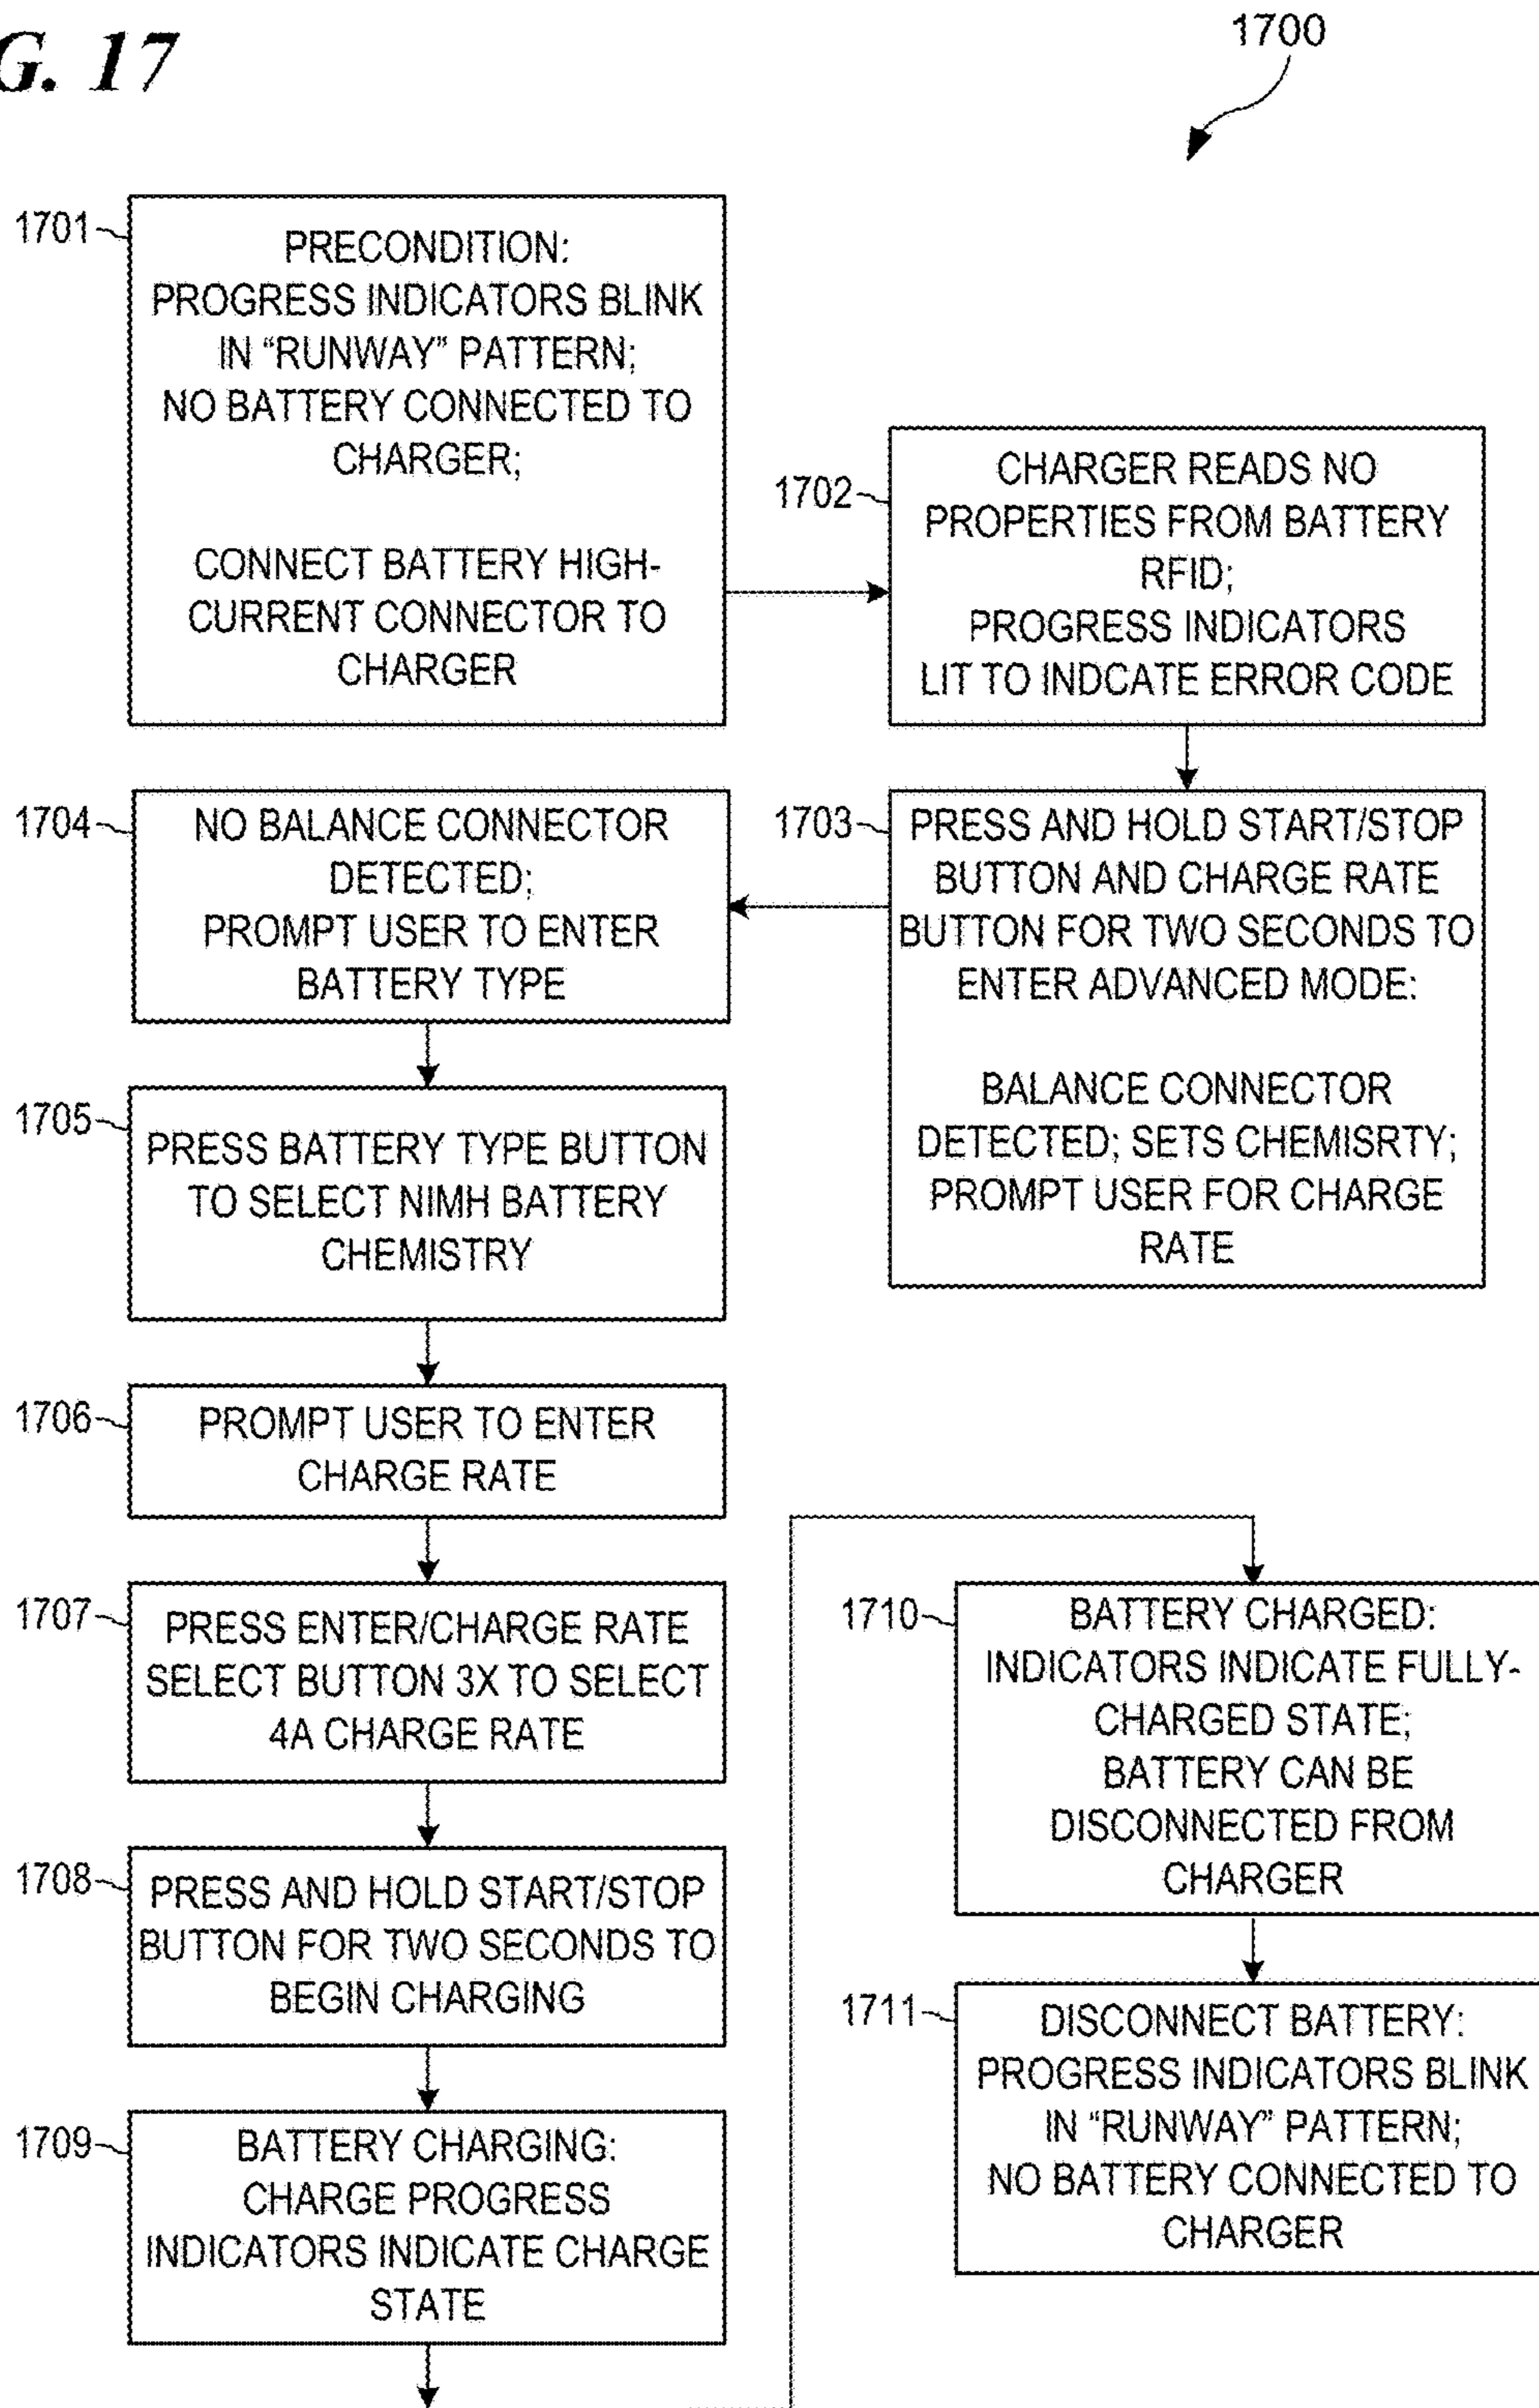 G. 17
1700
1701
PRECONDITION:
PROGRESS INDICATORS BLINK
IN “RUNWAY” PATTERN;
NO BATTERY CONNECTED TO
CHARGER;
CONNECT BATTERY HIGH-
CURRENT CONNECTOR TO
CHARGER
1702
CHARGER READS NO
PROPERTIES FROM BATTERY
RFID;
PROGRESS INDICATORS
LIT TO INDCATE ERROR CODE
1703
PRESS AND HOLD START/STOP
BUTTON AND CHARGE RATE
BUTTON FOR TWO SECONDS TO
ENTER ADVANCED MODE:
BALANCE CONNECTOR
DETECTED; SETS CHEMISRTY;
PROMPT USER FOR CHARGE
RATE
1704
NO BALANCE CONNECTOR
DETECTED;
PROMPT USER TO ENTER
BATTERY TYPE
1705
PRESS BATTERY TYPE BUTTON
TO SELECT NIMH BATTERY
CHEMISTRY
1706
PROMPT USER TO ENTER
CHARGE RATE
1707
PRESS ENTER/CHARGE RATE
SELECT BUTTON 3X TO SELECT
4A CHARGE RATE
1708
PRESS AND HOLD START/STOP
BUTTON FOR TWO SECONDS TO
BEGIN CHARGING
1709
BATTERY CHARGING:
CHARGE PROGRESS
INDICATORS INDICATE CHARGE
STATE
1710
BATTERY CHARGED:
INDICATORS INDICATE FULLY-
CHARGED STATE;
BATTERY CAN BE
DISCONNECTED FROM
CHARGER
1711
DISCONNECT BATTERY:
PROGRESS INDICATORS BLINK
IN “RUNWAY” PATTERN;
NO BATTERY CONNECTED TO
CHARGER